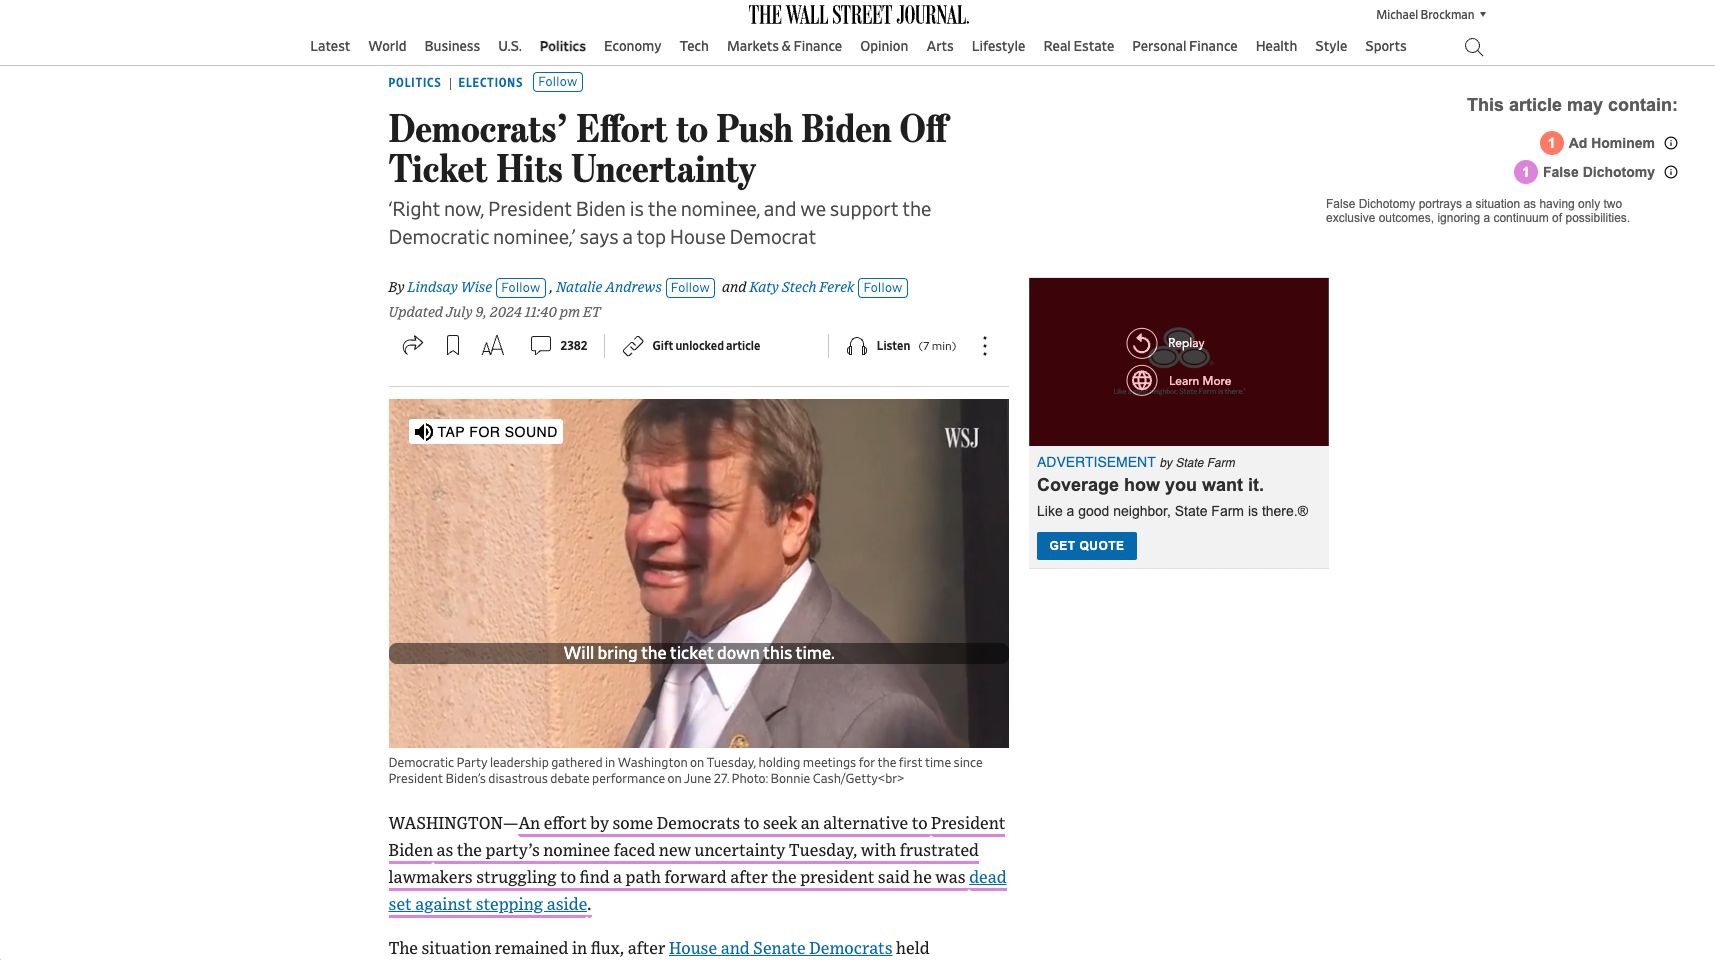 THE WALL STREET JOURNAL.
Michael Brockman
Latest World Business U.S. Politics Economy Tech Markets & Finance Opinion Arts Lifestyle Real Estate Personal Finance Health Style Sports
POLITICS | ELECTIONS Follow
Democrats’ Effort to Push Biden Off
Ticket Hits Uncertainty
‘Right now, President Biden is the nominee, and we support the
Democratic nominee,’ says a top House Democrat
By Lindsay Wise Follow , Natalie Andrews Follow and Katy Stech Ferek Follow
Updated July 9, 2024 11:40 pm ET
AA 2382 Gift unlocked article Listen (7 min)
TAP FOR SOUND
WSJ
Will bring the ticket down this time.
Democratic Party leadership gathered in Washington on Tuesday, holding meetings for the first time since
President Biden’s disastrous debate performance on June 27. Photo: Bonnie Cash/Getty<br>
WASHINGTON—An effort by some Democrats to seek an alternative to President
Biden as the party’s nominee faced new uncertainty Tuesday, with frustrated
lawmakers struggling to find a path forward after the president said he was dead
set against stepping aside.
The situation remained in flux, after House and Senate Democrats held
This article may contain:
1 Ad Hominem
1 False Dichotomy
False Dichotomy portrays a situation as having only two
exclusive outcomes, ignoring a continuum of possibilities.
Replay
Learn More
Like a good neighbor, State Farm is there.®
ADVERTISEMENT by State Farm
Coverage how you want it.
Like a good neighbor, State Farm is there.®
GET QUOTE